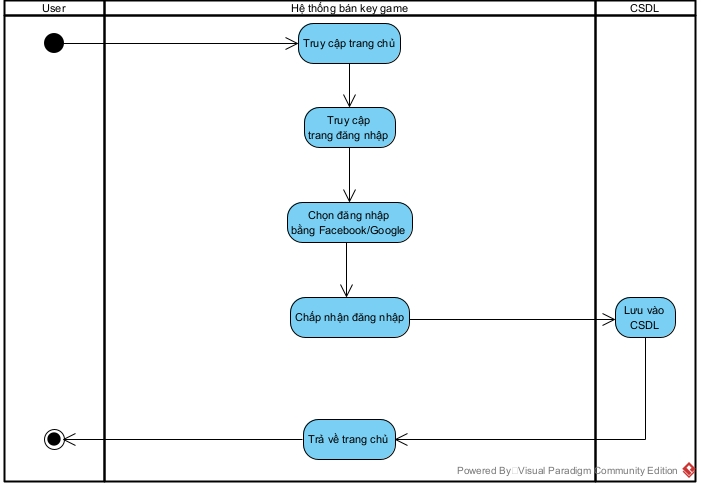 User
Hệ thống bán key game
CSDL
Truy cập trang chủ
Truy cập
trang đăng nhập
Chọn đăng nhập
bằng Facebook/Google
Chấp nhận đăng nhập
Lưu vào
CSDL
Trả về trang chủ
Powered By Visual Paradigm Community Edition